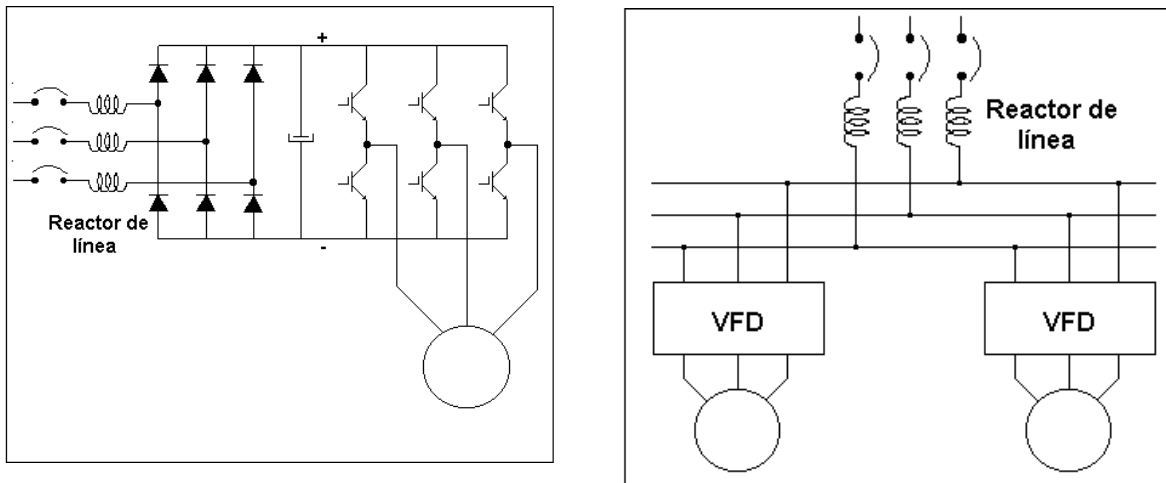 +
Reactor de
línea
-
Reactor de
línea
VFD
VFD